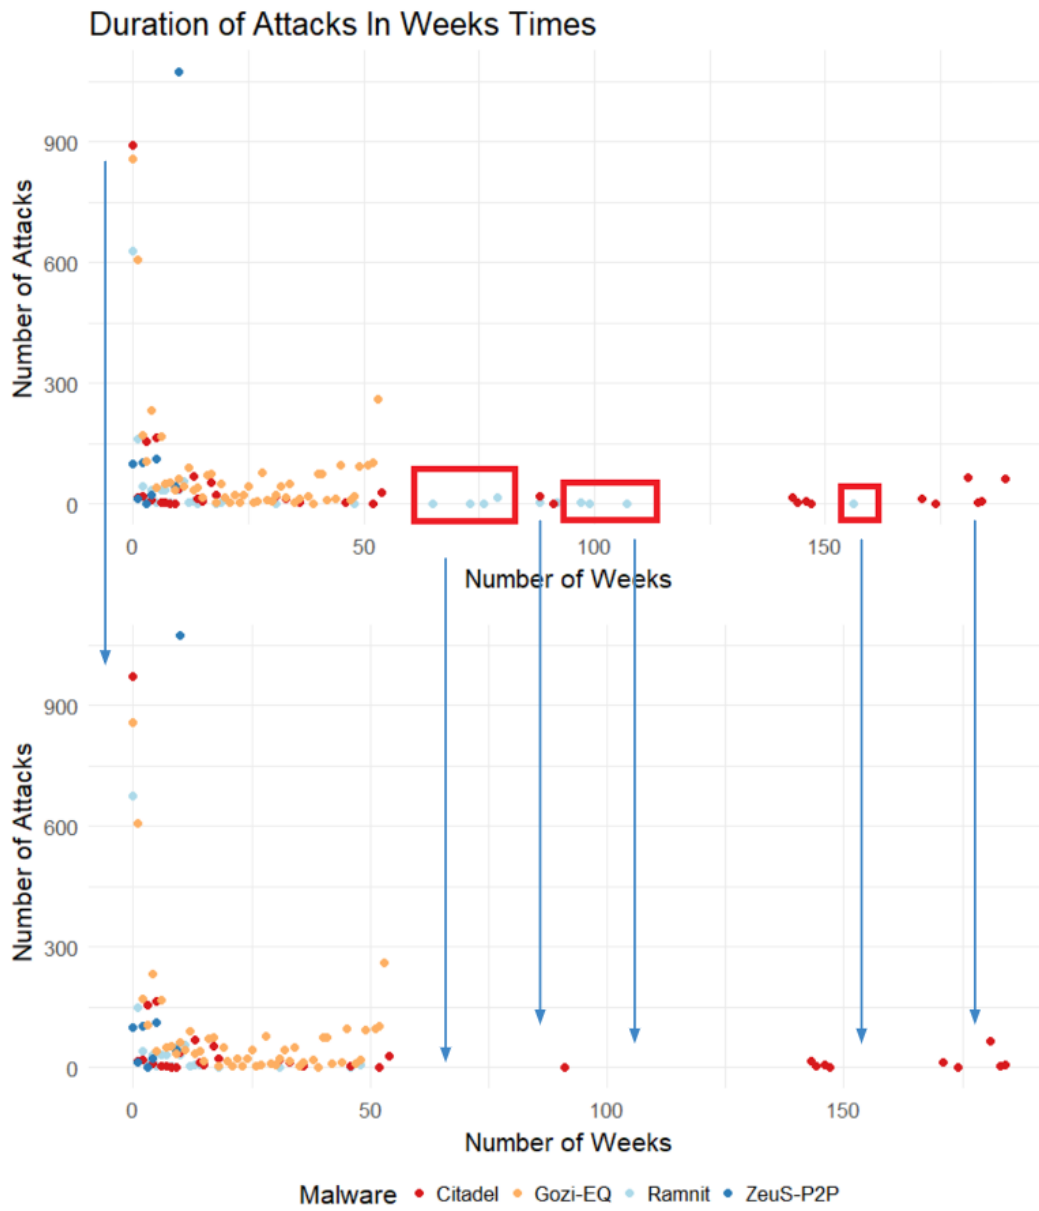 Duration of Attacks In Weeks Times
Number of Attacks
900
600
300
0
0 50 100 150
Number of Weeks
Number of Attacks
900
600
300
0
0 50 100 150
Number of Weeks
Malware Citadel Gozi-EQ Ramnit ZeuS-P2P